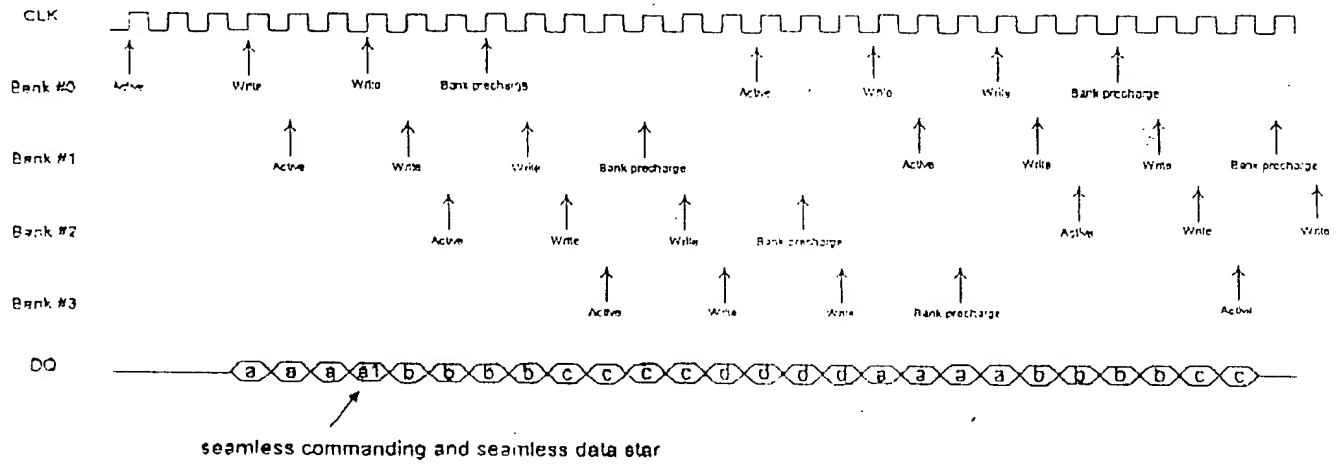 CLK
Bank #0 Active Write Write Bank precharge Active Write Write Bank precharge
Bank #1 Active Write Write Bank precharge Active Write Write Bank precharge
Bank #2 Active Write Write Bank precharge Active Write Write
Bank #3 Active Write Write Bank precharge Active
DQ a a a a1 b b b b c c c c d d d d a a a a b b b b c c
seamless commanding and seamless data star